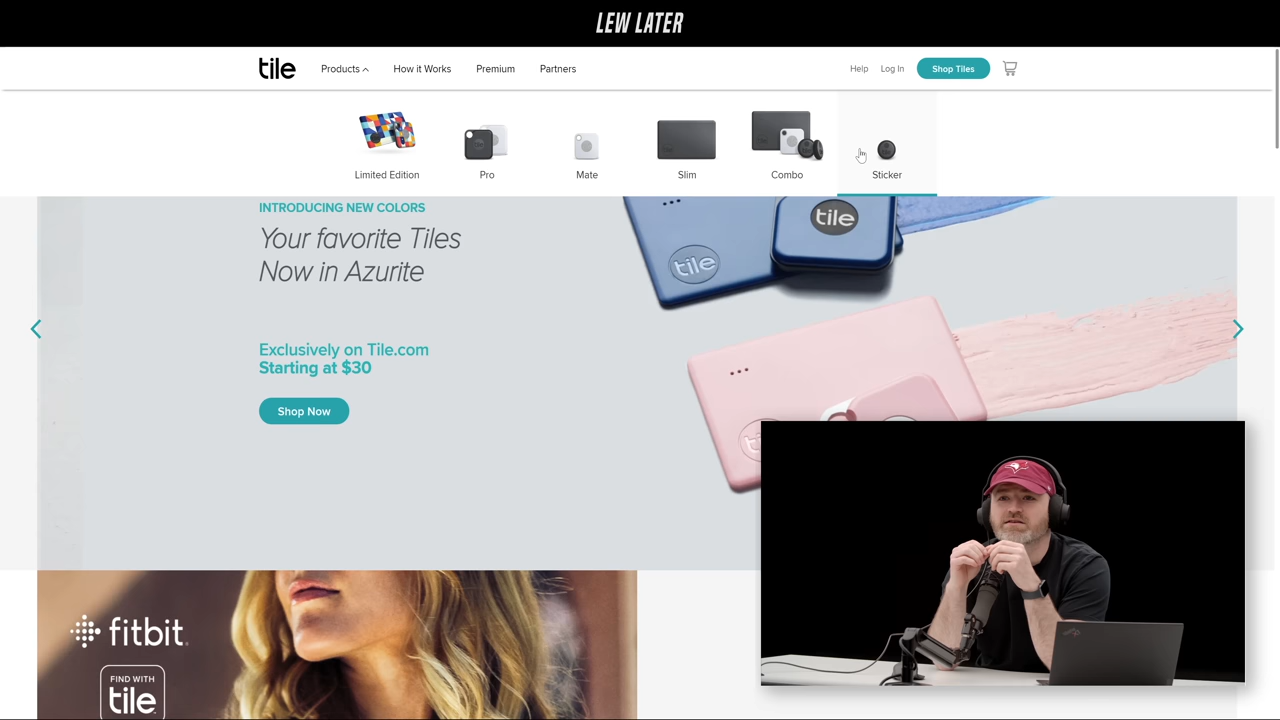 LEW LATER
tile
Products
How it Works
Premium
Partners
Help
Log In
Shop Tiles
Limited Edition
Pro
Mate
Slim
Combo
Sticker
INTRODUCING NEW COLORS
Your favorite Tiles
Now in Azurite
Exclusively on Tile.com
Starting at $30
Shop Now
tile
tile
fitbit
FIND WITH
tile